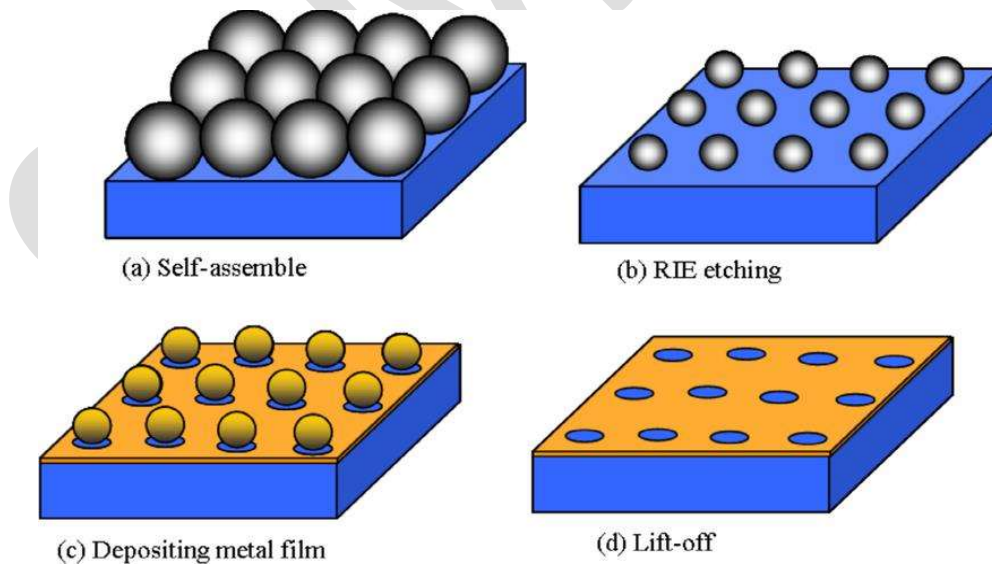 (a) Self-assemble
(b) RIE etching
(c) Depositing metal film
(d) Lift-off